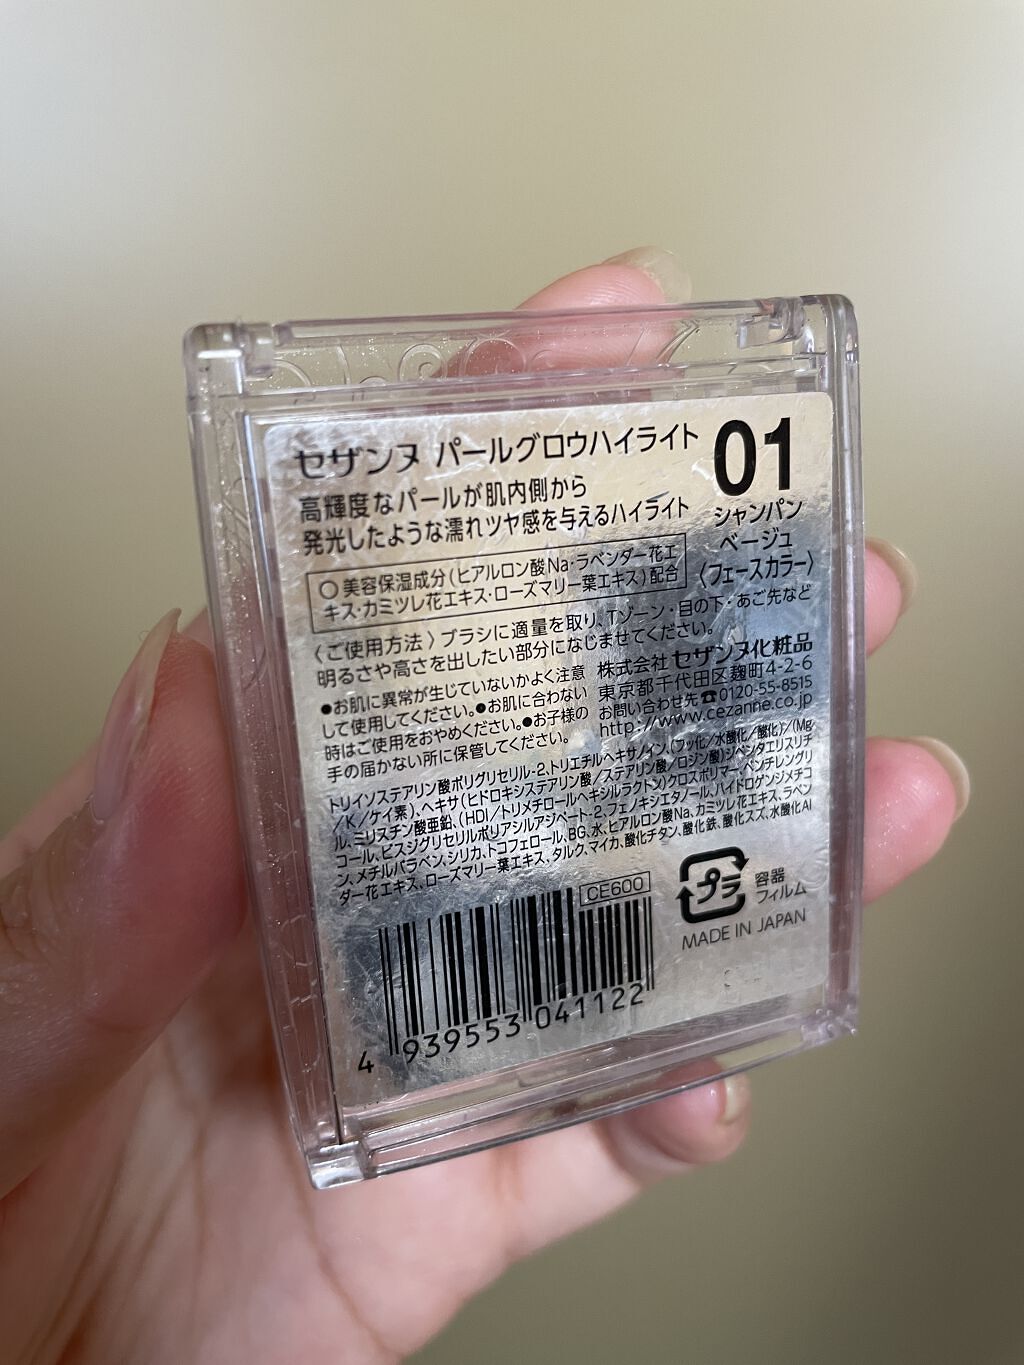 セザンヌ パールグロウハイライト
01
高輝度なパールが肌内側から
発光したような濡れツヤ感を与えるハイライト
シャンパン
ベージュ
〈フェースカラー〉
○美容保湿成分(ヒアルロン酸Na・ラベンダー花エ
キス・カミツレ花エキス・ローズマリー葉エキス)配合
〈ご使用方法〉ブラシに適量を取り、Tゾーン・目の下・あご先など
明るさや高さを出したい部分になじませてください。
●お肌に異常が生じていないかよく注意
して使用してください。●お肌に合わない
時はご使用をおやめください。●お子様の
手の届かない所に保管してください。
株式会社 セザンヌ化粧品
東京都千代田区麹町4-2-6
お問い合わせ先☎0120-55-8515
http://www.cezanne.co.jp
トリイソステアリン酸ポリグリセリル-2、トリエチルヘキサノイン、(フッ化/水酸化/酸化)/(Mg
/K/ケイ素)、ヘキサ(ヒドロキシステアリン酸/ステアリン酸/ロジン酸)ジペンタエリスリチ
ル、ミリスチン酸亜鉛、(HDI/トリメチロールヘキシルラクトン)クロスポリマー、ペンチレングリ
コール、ビスジグリセリルポリアシルアジペート-2、フェノキシエタノール、ハイドロゲンジメチコ
ン、メチルパラベン、シリカ、トコフェロール、BG、水、ヒアルロン酸Na、カミツレ花エキス、ラベン
ダー花エキス、ローズマリー葉エキス、タルク、マイカ、酸化チタン、酸化鉄、酸化スズ、水酸化Al
CE600
プラ
容器
フィルム
MADE IN JAPAN
4 939553 041122